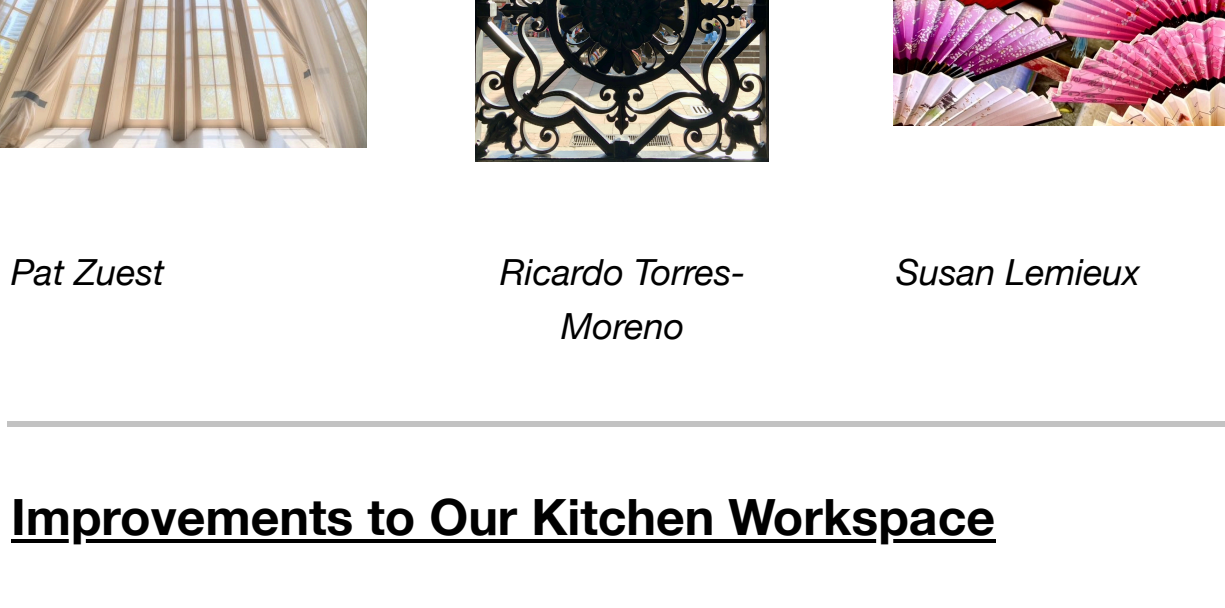 Pat Zuest
Ricardo Torres-
Moreno
Susan Lemieux
Improvements to Our Kitchen Workspace